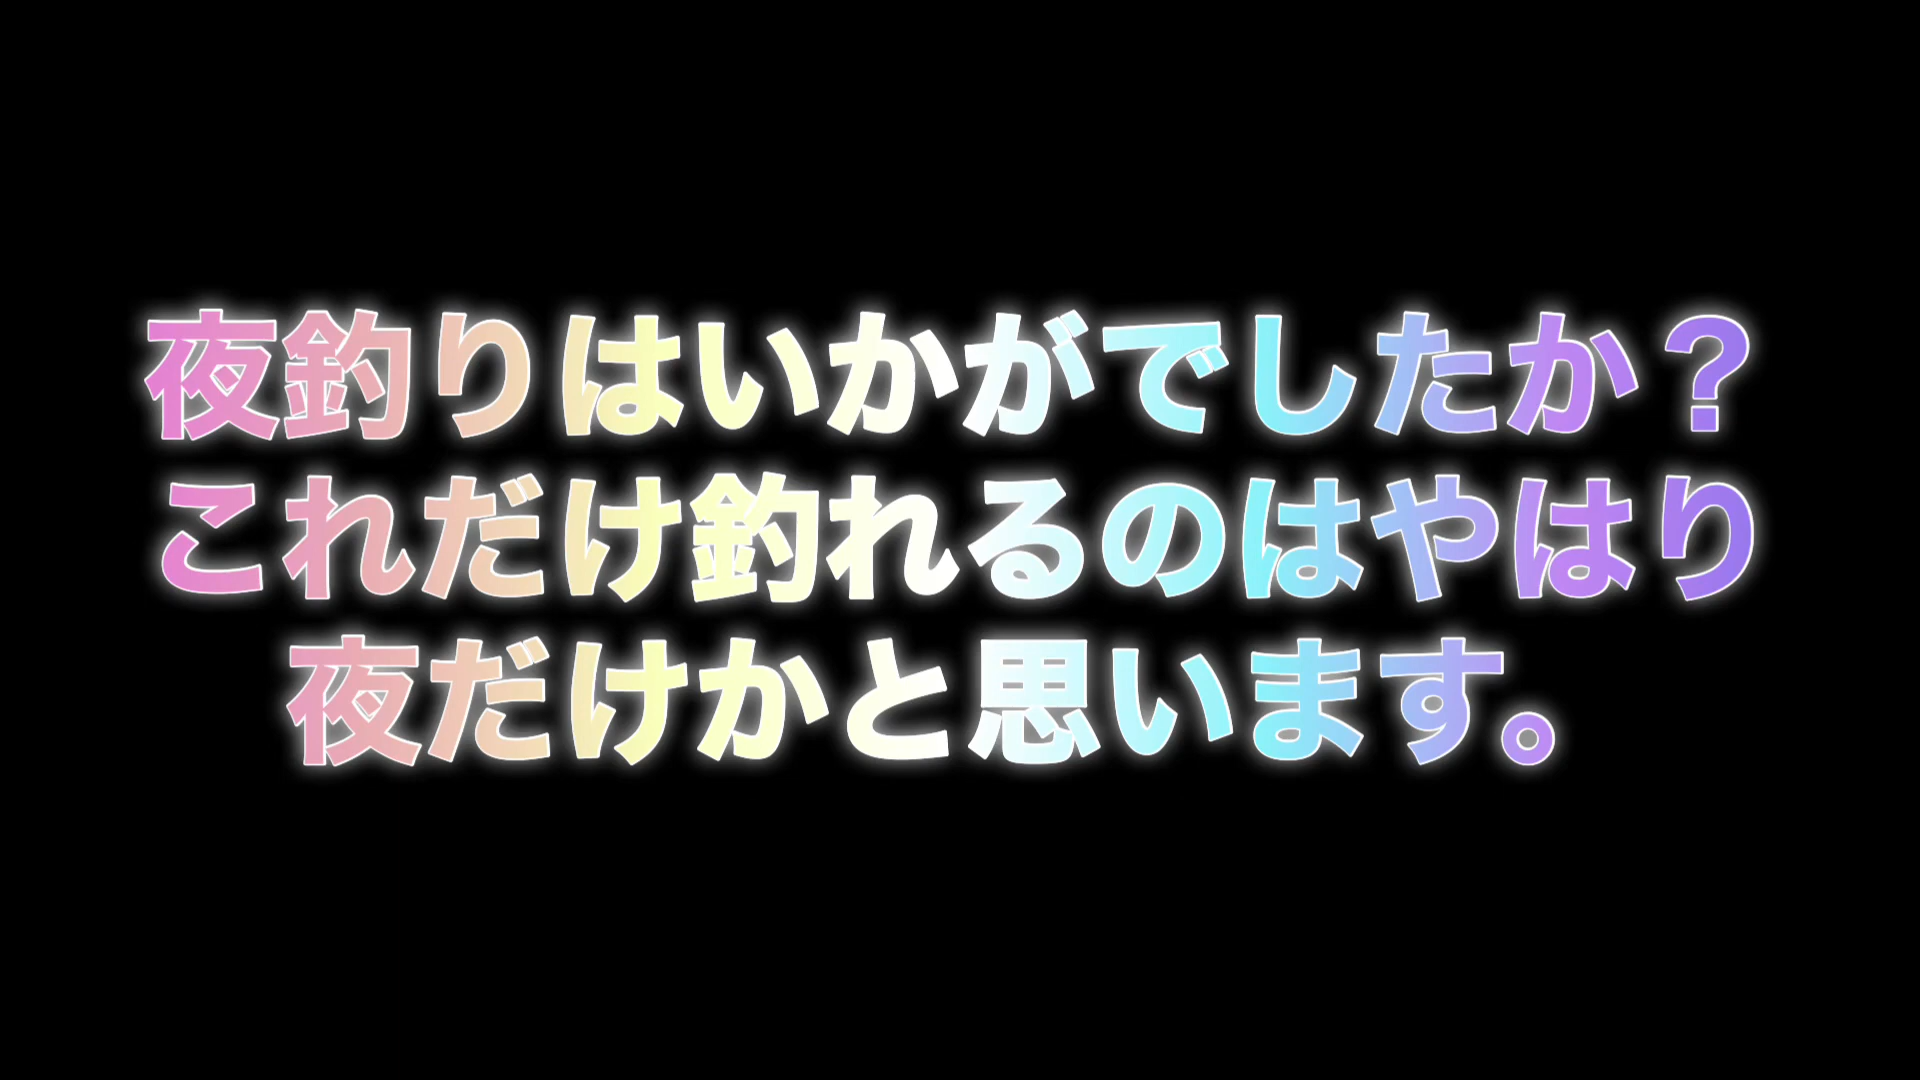 夜釣りはいかがでしたか？
これだけ釣れるのはやはり
夜だけかと思います。